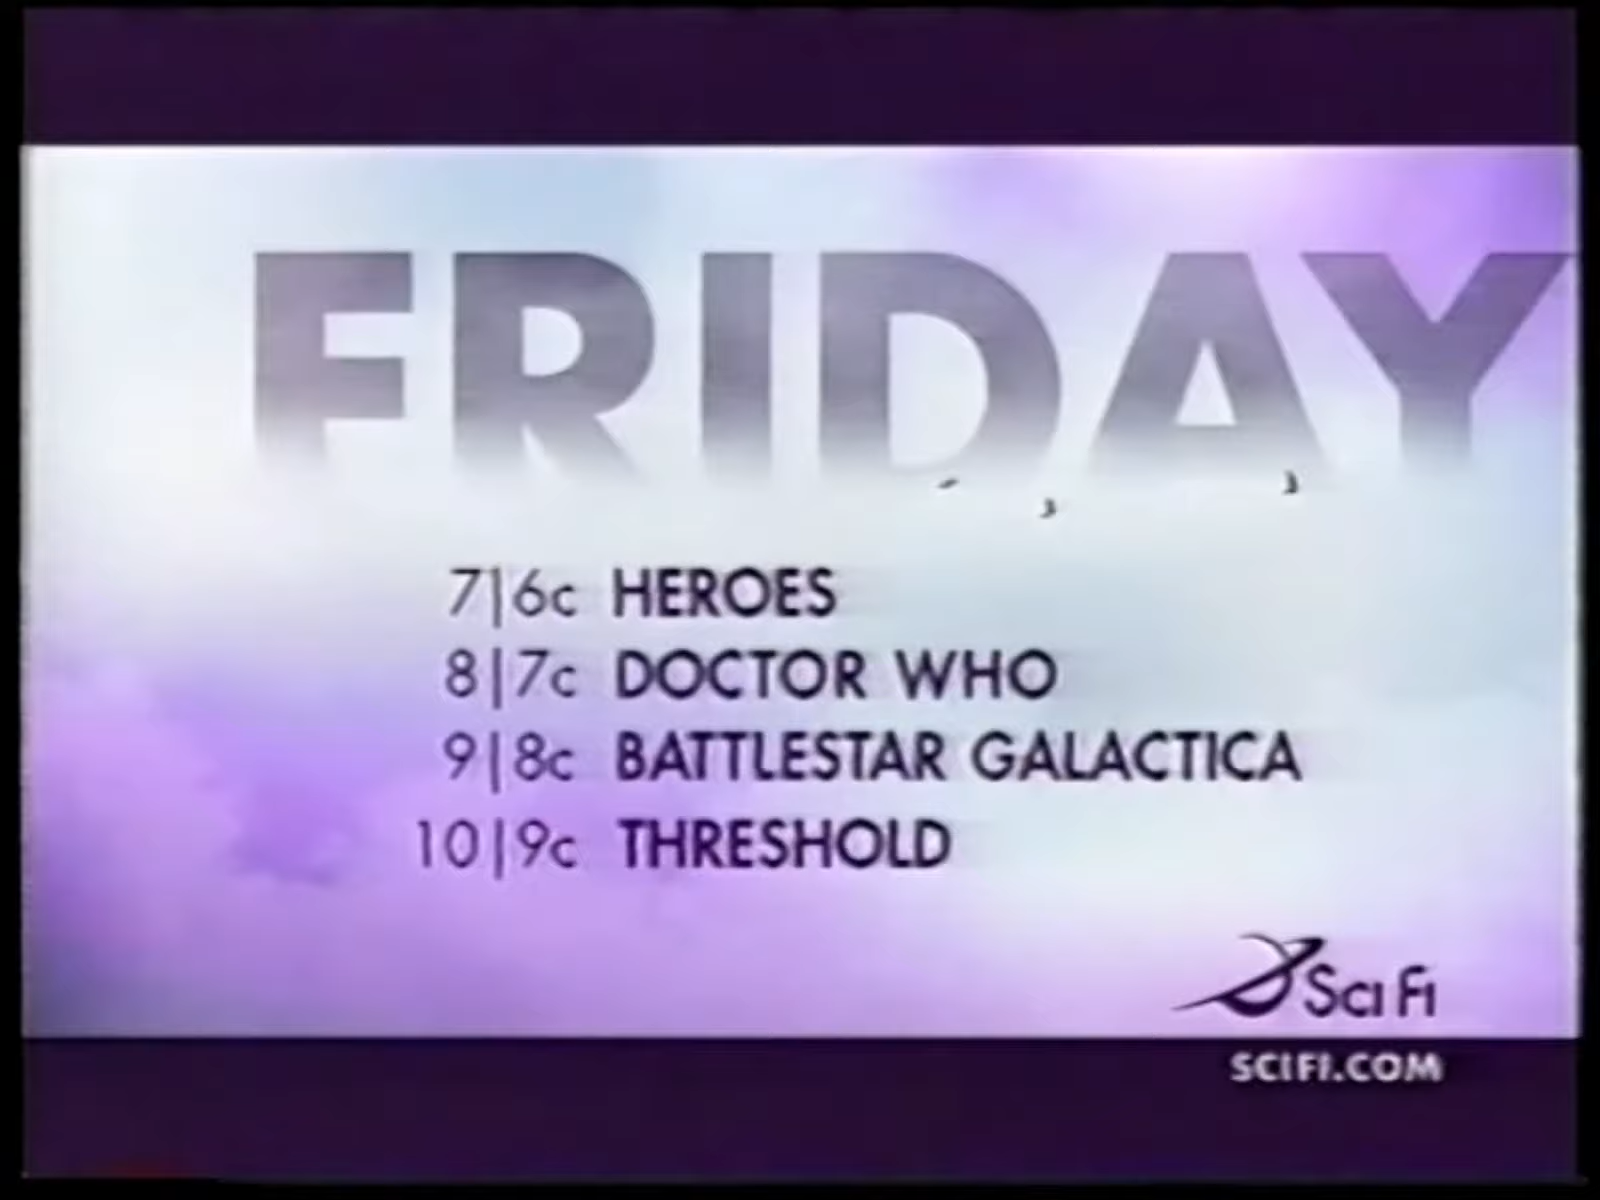 FRIDAY
7|6c HEROES
8|7c DOCTOR WHO
9|8c BATTLESTAR GALACTICA
10|9c THRESHOLD
SCI FI
SCIFI.COM